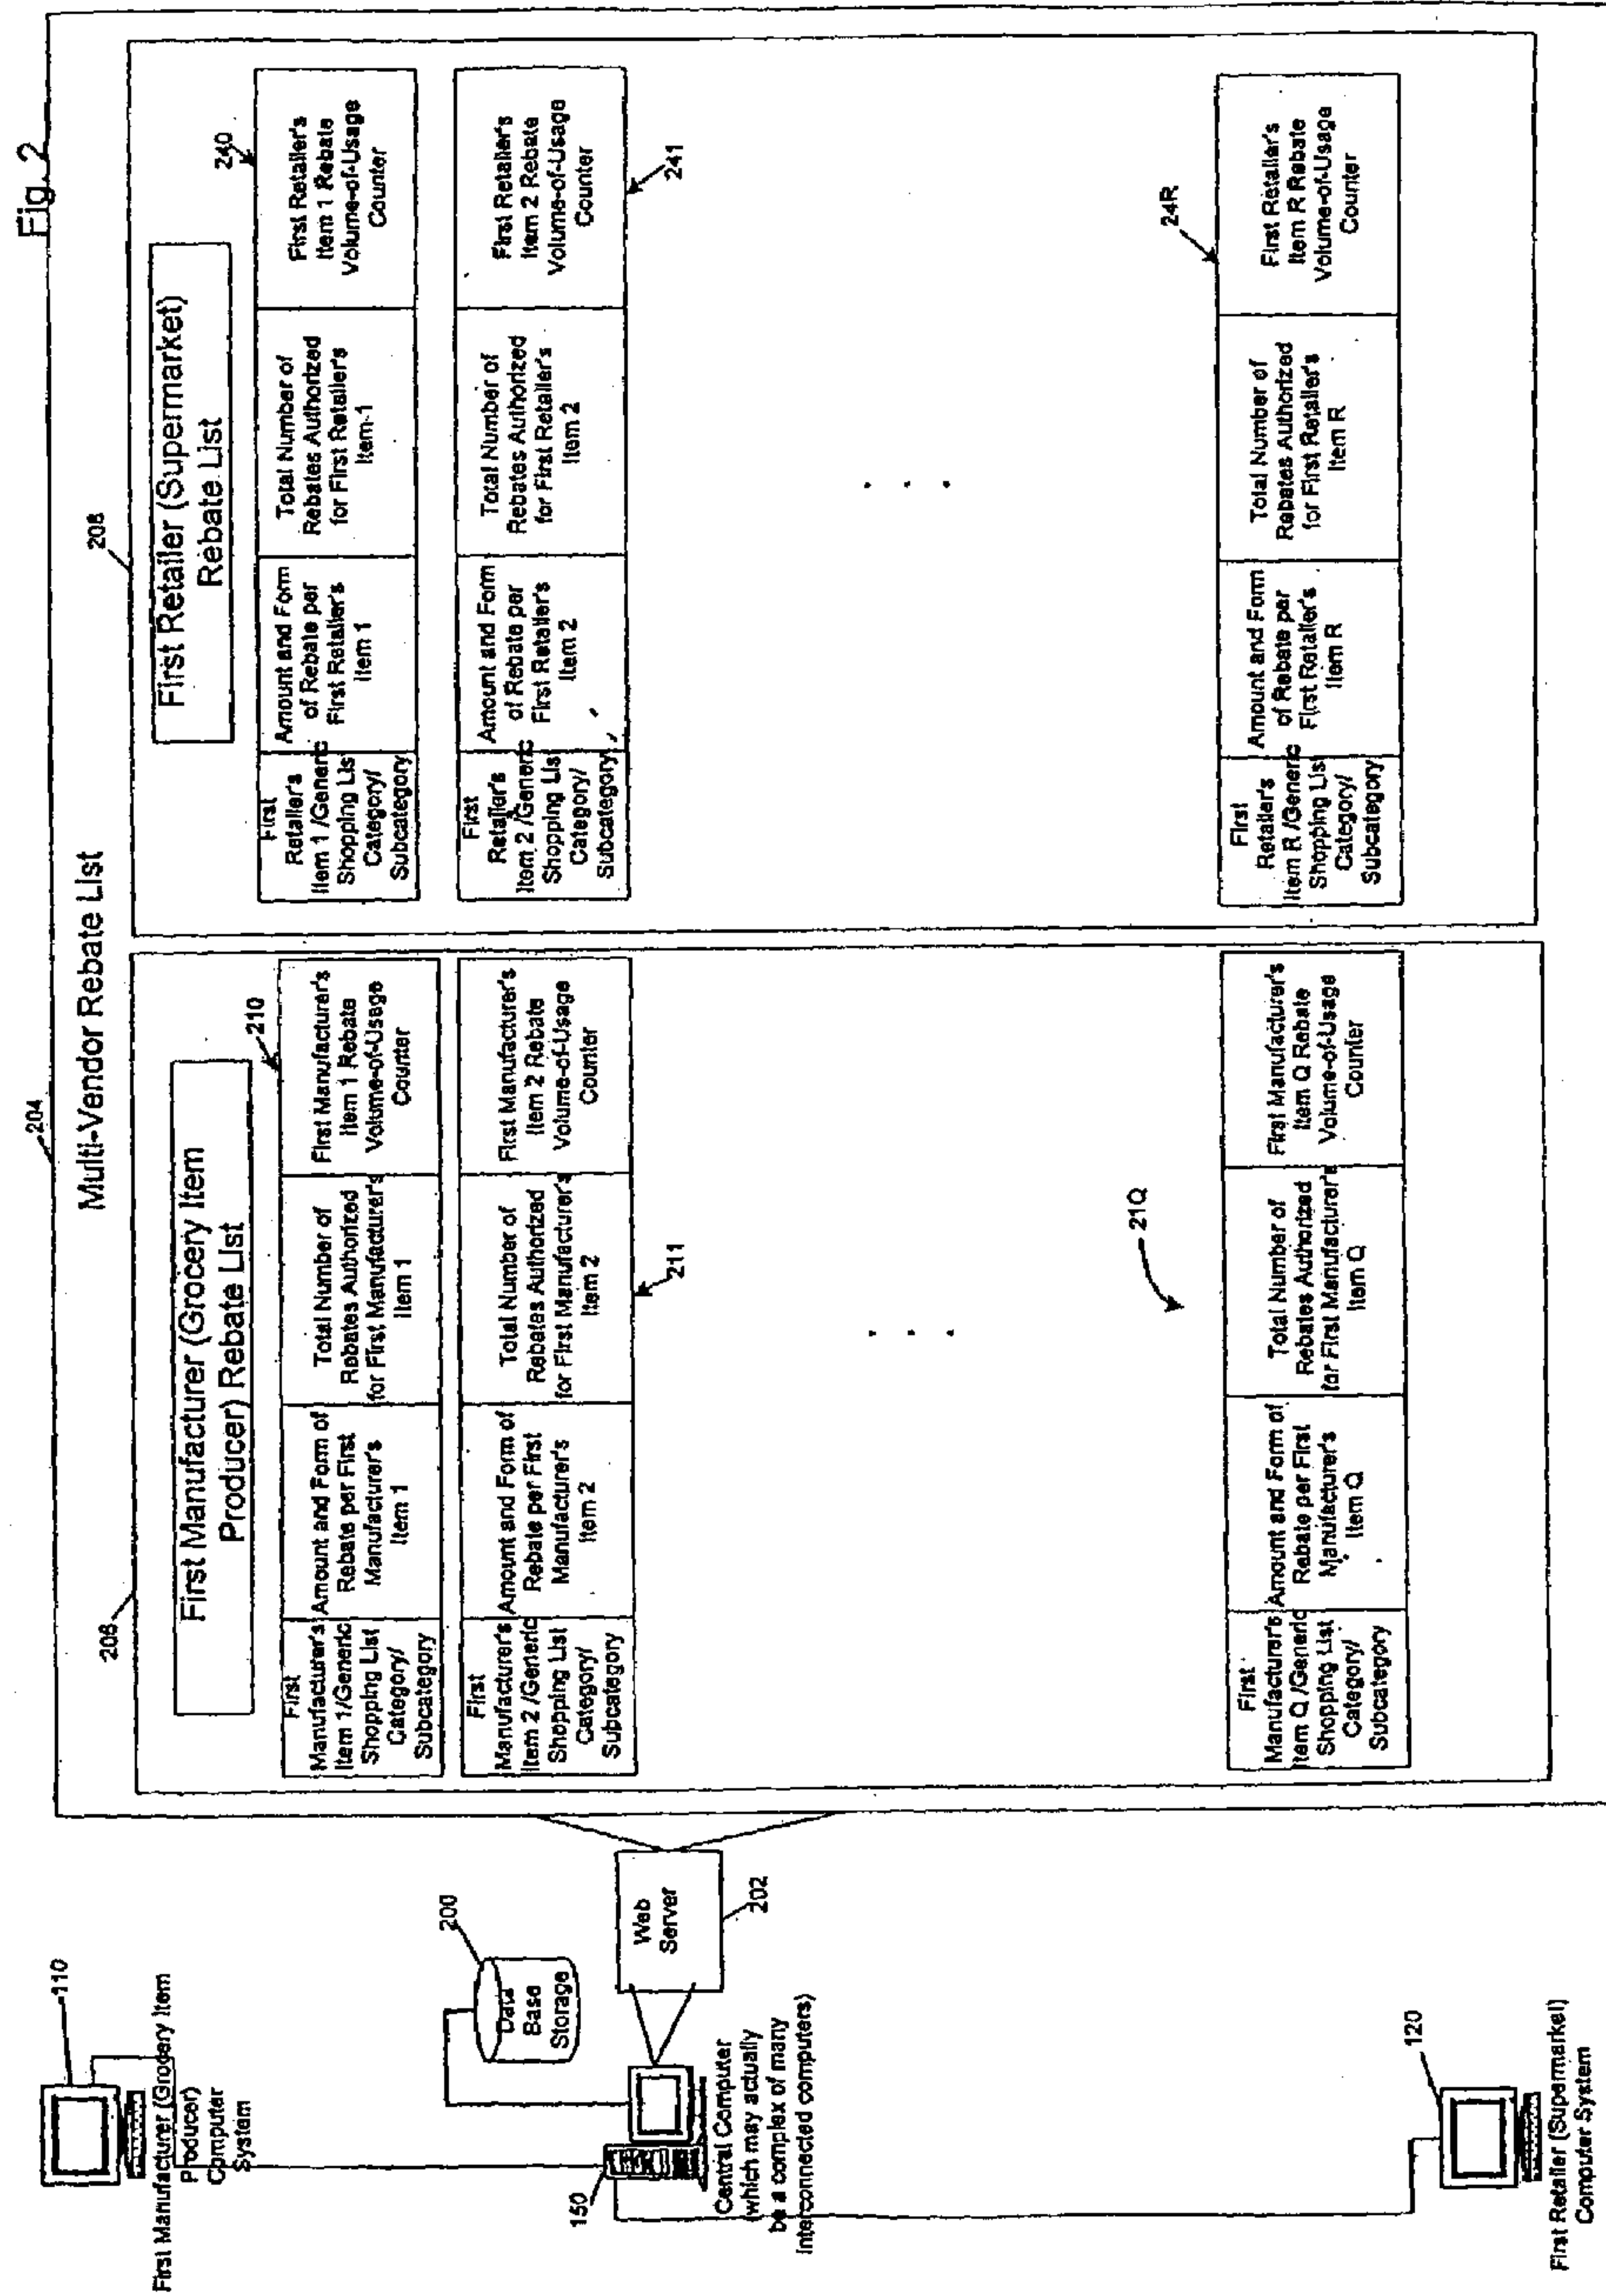 Fig. 2
204
Multi-Vendor Rebate List
206
First Manufacturer (Grocery Item
Producer) Rebate List
210
First
Manufacturer's
Item 1/Generic
Shopping List
Category/
Subcategory
Amount and Form of
Rebate per First
Manufacturer's
Item 1
Total Number of
Rebates Authorized
for First Manufacturer's
Item 1
First Manufacturer's
Item 1 Rebate
Volume-of-Usage
Counter
First
Manufacturer's
Item 2 /Generic
Shopping List
Category/
Subcategory
Amount and Form of
Rebate per First
Manufacturer's
Item 2
Total Number of
Rebates Authorized
for First Manufacturer's
Item 2
First Manufacturer's
Item 2 Rebate
Volume-of-Usage
Counter
211
. . .
21Q
First
Manufacturer's
Item Q /Generic
Shopping List
Category/
Subcategory
Amount and Form of
Rebate per First
Manufacturer's
Item Q
Total Number of
Rebates Authorized
for First Manufacturer's
Item Q
First Manufacturer's
Item Q Rebate
Volume-of-Usage
Counter
208
First Retailer (Supermarket)
Rebate List
240
First
Retailer's
Item 1 /Generic
Shopping List
Category/
Subcategory
Amount and Form
of Rebate per
First Retailer's
Item 1
Total Number of
Rebates Authorized
for First Retailer's
Item 1
First Retailer's
Item 1 Rebate
Volume-of-Usage
Counter
First
Retailer's
Item 2 /Generic
Shopping List
Category/
Subcategory
Amount and Form
of Rebate per
First Retailer's
Item 2
Total Number of
Rebates Authorized
for First Retailer's
Item 2
First Retailer's
Item 2 Rebate
Volume-of-Usage
Counter
241
. . .
24R
First
Retailer's
Item R /Generic
Shopping List
Category/
Subcategory
Amount and Form
of Rebate per
First Retailer's
Item R
Total Number of
Rebates Authorized
for First Retailer's
Item R
First Retailer's
Item R Rebate
Volume-of-Usage
Counter
110
First Manufacturer (Grocery Item
Producer)
Computer
System
200
Data
Base
Storage
Web
Server
202
150
Central Computer
(which may actually
be a complex of many
interconnected computers)
120
First Retailer (Supermarket)
Computer System